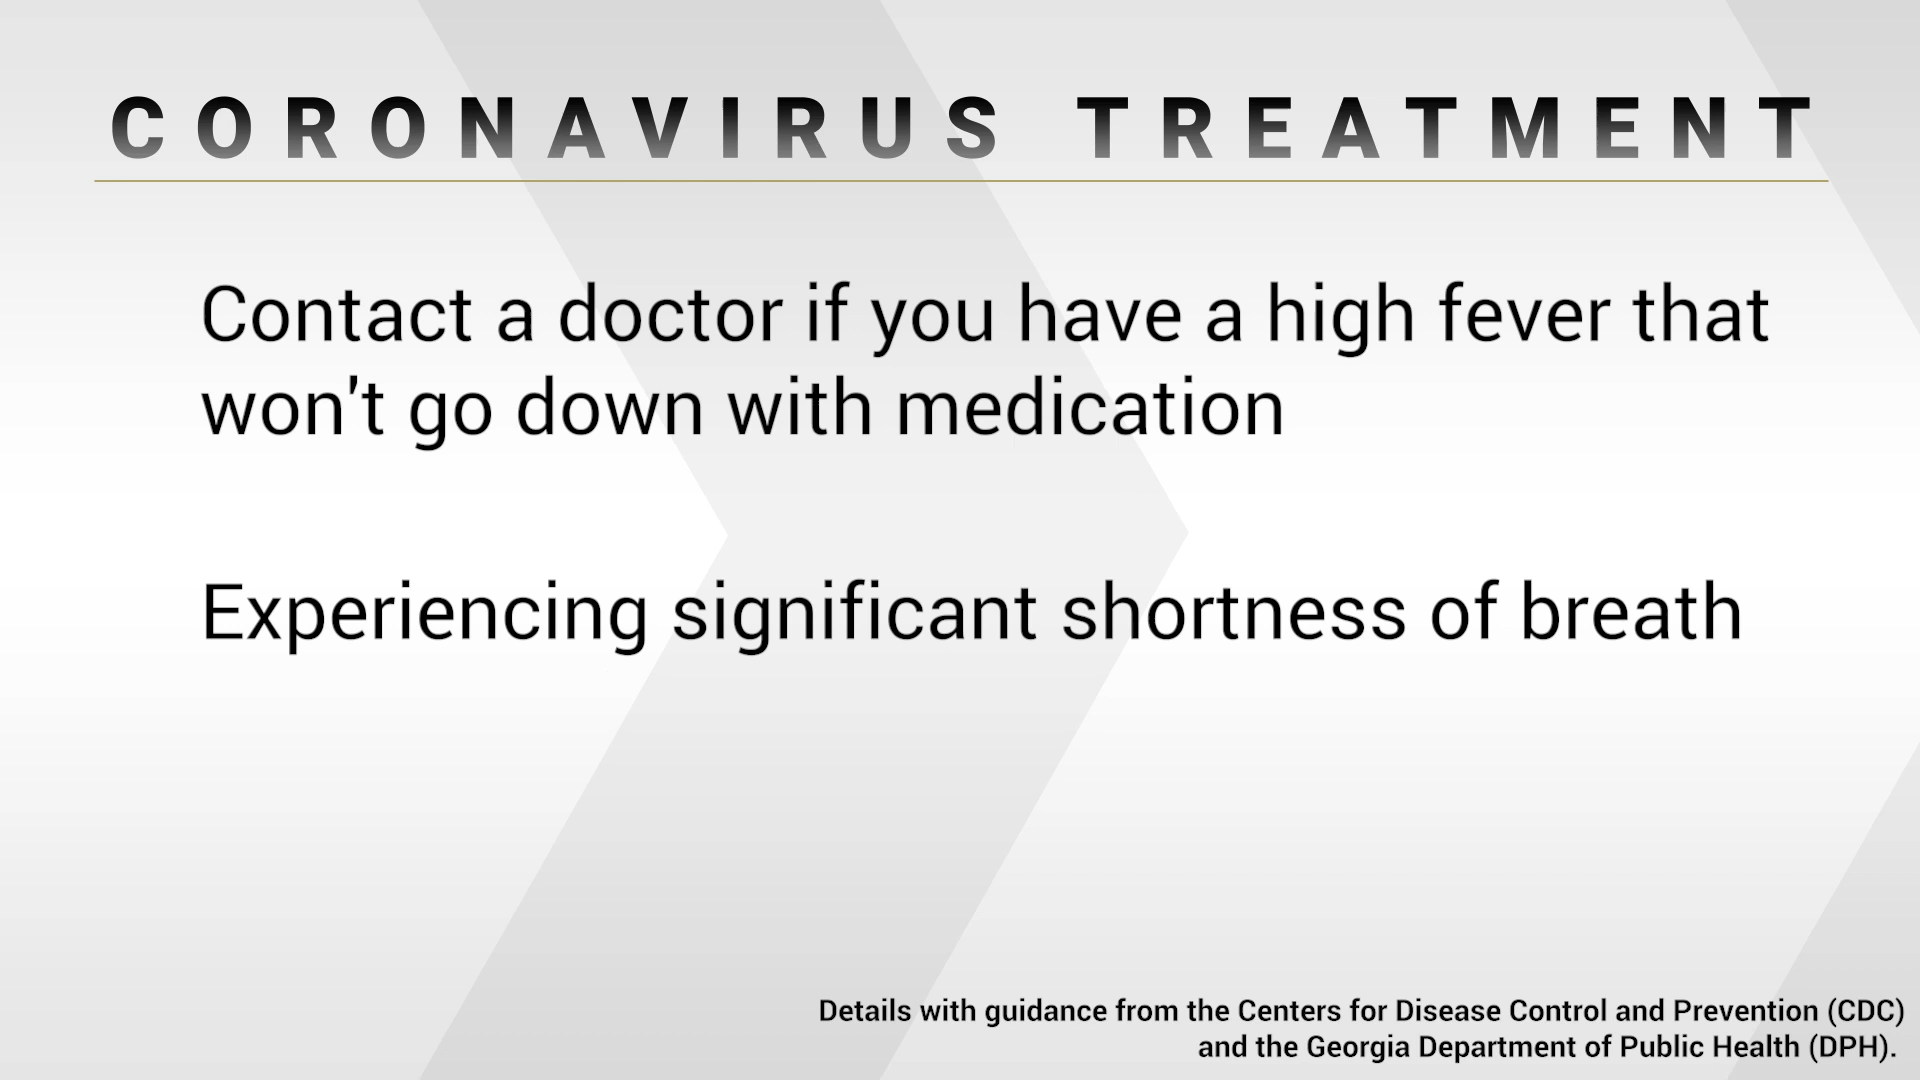 CORONAVIRUS TREATMENT
Contact a doctor if you have a high fever that
won't go down with medication
Experiencing significant shortness of breath
Details with guidance from the Centers for Disease Control and Prevention (CDC)
and the Georgia Department of Public Health (DPH).